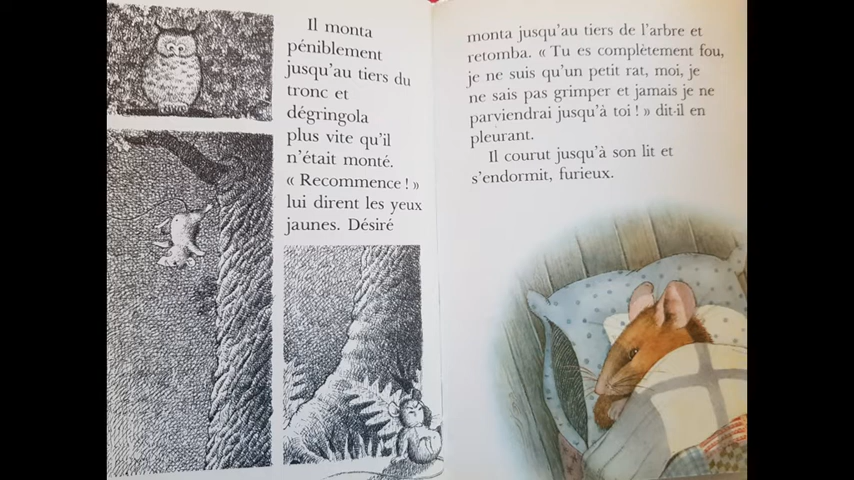 Il monta
péniblement
jusqu'au tiers du
tronc et
dégringola
plus vite qu'il
n'était monté.
« Recommence ! »
lui dirent les yeux
jaunes. Désiré
monta jusqu'au tiers de l'arbre et
retomba. « Tu es complètement fou,
je ne suis qu'un petit rat, moi, je
ne sais pas grimper et jamais je ne
parviendrai jusqu'à toi ! » dit-il en
pleurant.
Il courut jusqu'à son lit et
s'endormit, furieux.